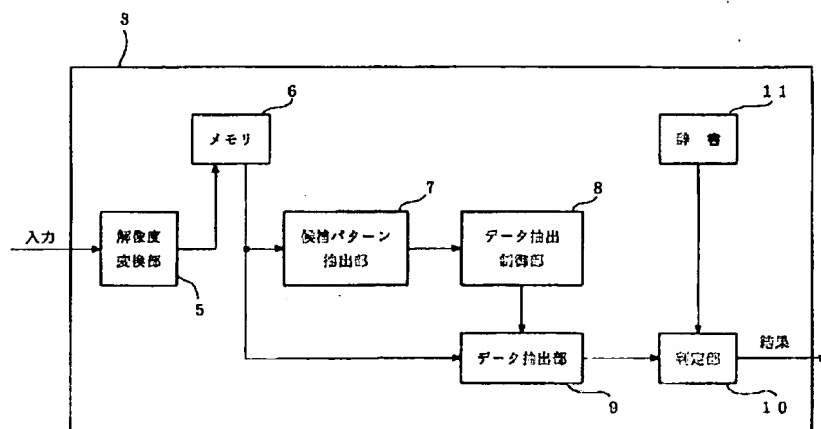 3
6
メモリ
11
辞 書
7
8
入力
解像度
変換部
5
候補パターン
抽出部
データ抽出
制御部
データ抽出部
9
判定部
10
結果